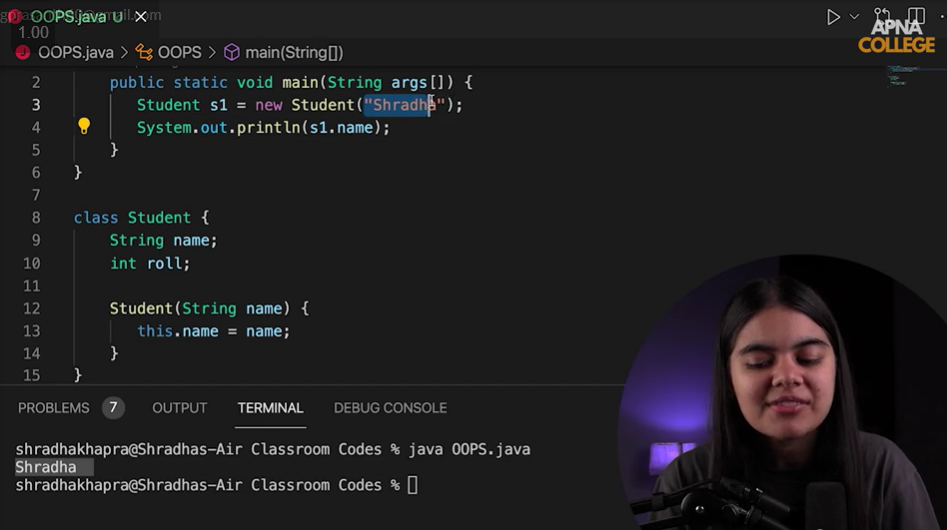 OOPS.java U
1.00
APNA
COLLEGE
OOPS.java > OOPS > main(String[])
2 public static void main(String args[]) {
3 Student s1 = new Student("Shradha");
4 System.out.println(s1.name);
5 }
6 }
7
8 class Student {
9 String name;
10 int roll;
11
12 Student(String name) {
13 this.name = name;
14 }
15 }
PROBLEMS 7 OUTPUT TERMINAL DEBUG CONSOLE
shradhakhapra@Shradhas-Air Classroom Codes % java OOPS.java
Shradha
shradhakhapra@Shradhas-Air Classroom Codes %